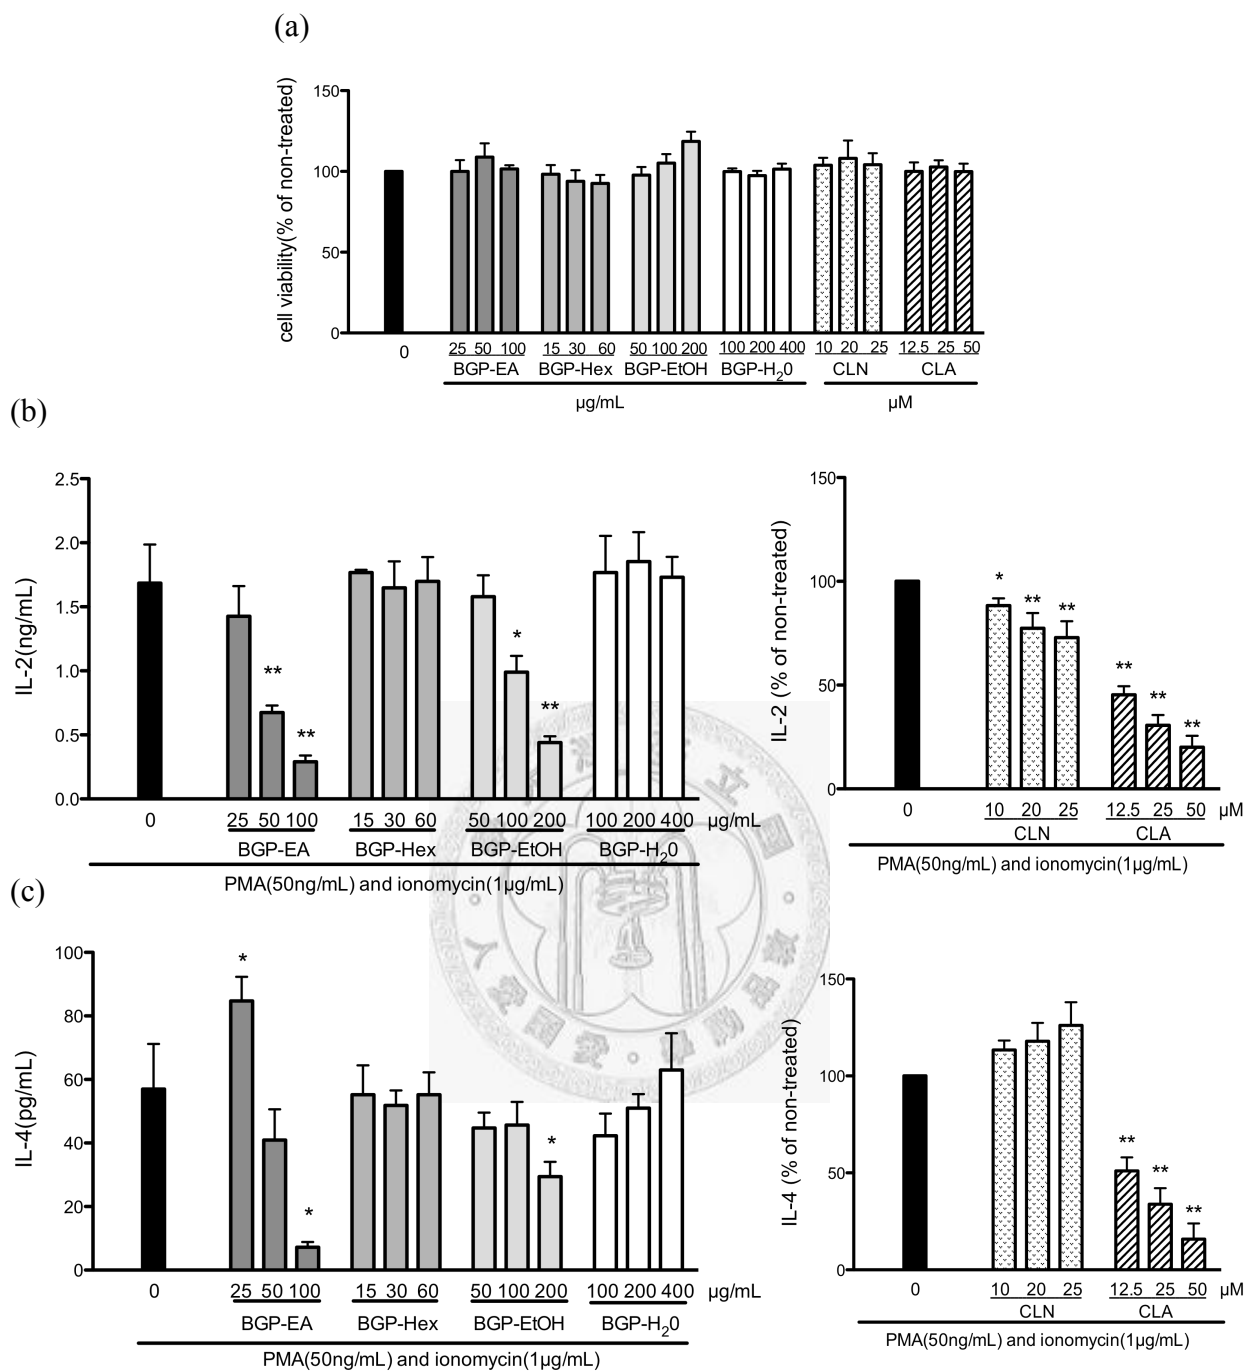 (a)
cell viability(% of non-treated)
150
100
50
0
0
25 50 100 15 30 60 50 100 200 100 200 400 10 20 25 12.5 25 50
BGP-EA BGP-Hex BGP-EtOH BGP-H20 CLN CLA
µg/mL µM
(b)
IL-2(ng/mL)
2.5
2.0
1.5
1.0
0.5
0.0
** ** * **
0 25 50 100 15 30 60 50 100 200 100 200 400 µg/mL
BGP-EA BGP-Hex BGP-EtOH BGP-H20
PMA(50ng/mL) and ionomycin(1µg/mL)
IL-2 (% of non-treated)
150
100
50
0
* ** ** ** ** **
0 10 20 25 12.5 25 50 µM
CLN CLA
PMA(50ng/mL) and ionomycin(1µg/mL)
(c)
IL-4(pg/mL)
100
80
60
40
20
0
* * *
0 25 50 100 15 30 60 50 100 200 100 200 400 µg/mL
BGP-EA BGP-Hex BGP-EtOH BGP-H20
PMA(50ng/mL) and ionomycin(1µg/mL)
IL-4 (% of non-treated)
150
100
50
0
** ** **
0 10 20 25 12.5 25 50 µM
CLN CLA
PMA(50ng/mL) and ionomycin(1µg/mL)